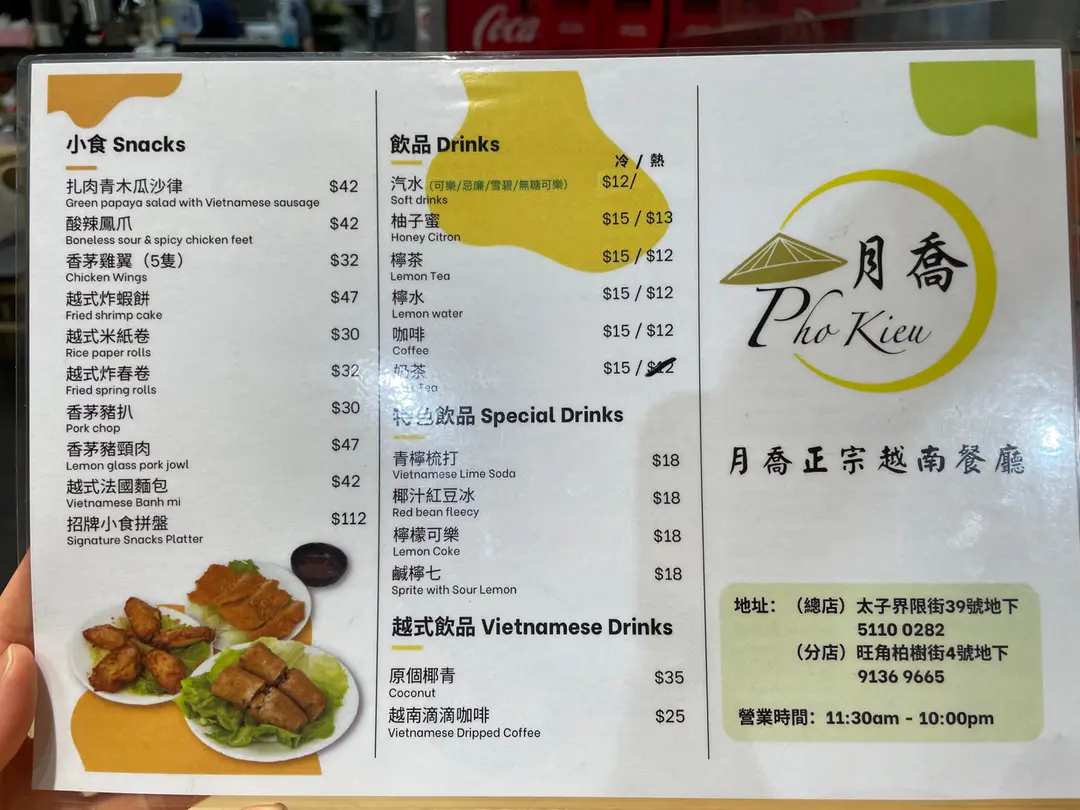 Coca
小食 Snacks
扎肉青木瓜沙律 $42
Green papaya salad with Vietnamese sausage
酸辣鳳爪 $42
Boneless sour & spicy chicken feet
香茅雞翼（5隻） $32
Chicken Wings
越式炸蝦餅 $47
Fried shrimp cake
越式米紙卷 $30
Rice paper rolls
越式炸春卷 $32
Fried spring rolls
香茅豬扒 $30
Pork chop
香茅豬頸肉 $47
Lemon glass pork jowl
越式法國麵包 $42
Vietnamese Banh mi
招牌小食拼盤 $112
Signature Snacks Platter
飲品 Drinks
冷 / 熱
汽水（可樂/忌廉/雪碧/無糖可樂） $12/
Soft drinks
柚子蜜 $15 / $13
Honey Citron
檸茶 $15 / $12
Lemon Tea
檸水 $15 / $12
Lemon water
咖啡 $15 / $12
Coffee
奶茶 $15 / $12
Tea
特色飲品 Special Drinks
青檸梳打 $18
Vietnamese Lime Soda
椰汁紅豆冰 $18
Red bean fleecy
檸檬可樂 $18
Lemon Coke
鹹檸七 $18
Sprite with Sour Lemon
越式飲品 Vietnamese Drinks
原個椰青 $35
Coconut
越南滴滴咖啡 $25
Vietnamese Dripped Coffee
月喬
Pho Kieu
月喬正宗越南餐廳
地址：（總店）太子界限街39號地下
5110 0282
（分店）旺角柏樹街4號地下
9136 9665
營業時間：11:30am - 10:00pm